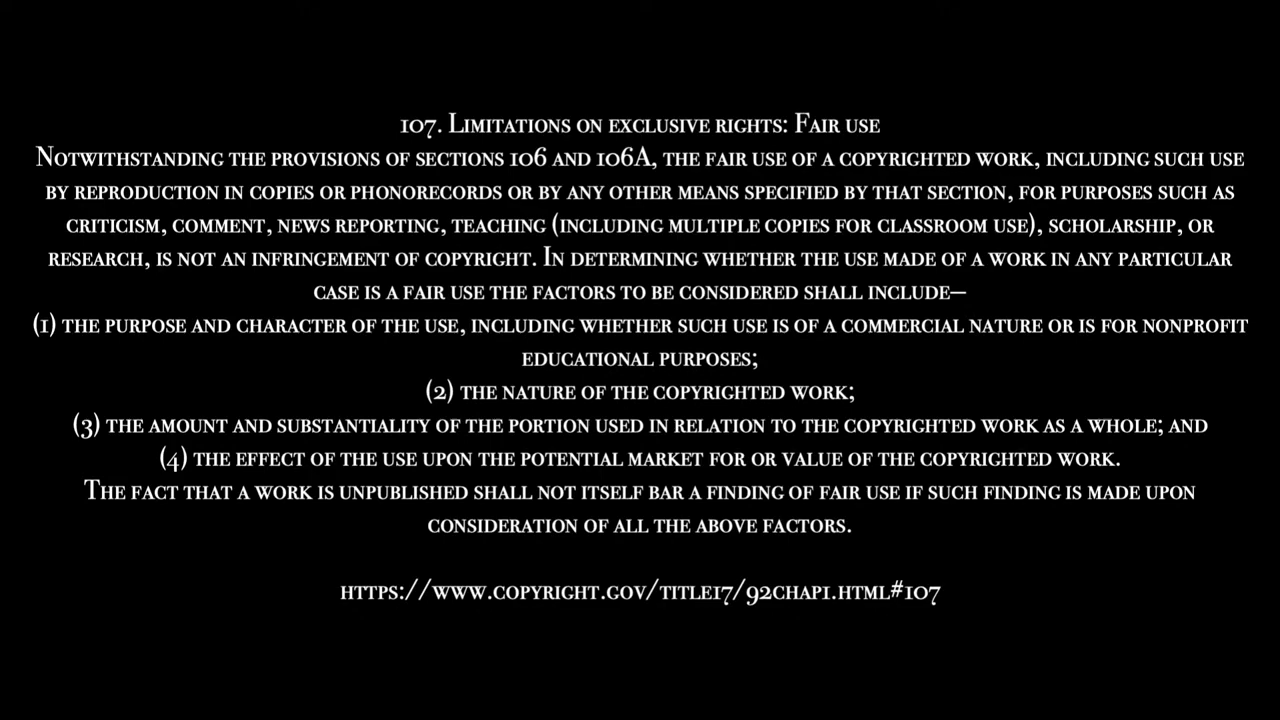 107. Limitations on exclusive rights: Fair use
Notwithstanding the provisions of sections 106 and 106A, the fair use of a copyrighted work, including such use
by reproduction in copies or phonorecords or by any other means specified by that section, for purposes such as
criticism, comment, news reporting, teaching (including multiple copies for classroom use), scholarship, or
research, is not an infringement of copyright. In determining whether the use made of a work in any particular
case is a fair use the factors to be considered shall include—
(1) the purpose and character of the use, including whether such use is of a commercial nature or is for nonprofit
educational purposes;
(2) the nature of the copyrighted work;
(3) the amount and substantiality of the portion used in relation to the copyrighted work as a whole; and
(4) the effect of the use upon the potential market for or value of the copyrighted work.
The fact that a work is unpublished shall not itself bar a finding of fair use if such finding is made upon
consideration of all the above factors.
https://www.copyright.gov/title17/92chap1.html#107